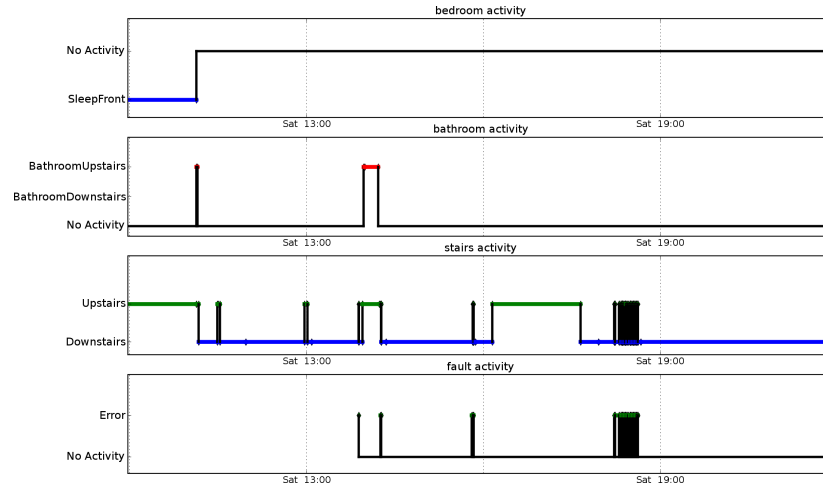 bedroom activity
No Activity
SleepFront
Sat 13:00
Sat 19:00
bathroom activity
BathroomUpstairs
BathroomDownstairs
No Activity
Sat 13:00
Sat 19:00
stairs activity
Upstairs
Downstairs
Sat 13:00
Sat 19:00
fault activity
Error
No Activity
Sat 13:00
Sat 19:00